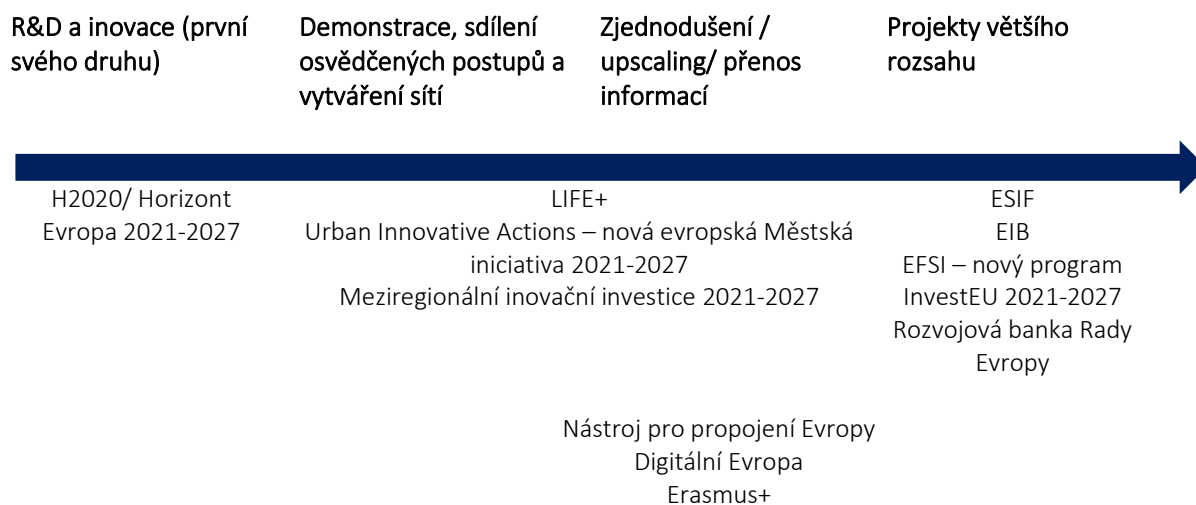 R&D a inovace (první
svého druhu)
Demonstrace, sdílení
osvědčených postupů a
vytváření sítí
Zjednodušení /
upscaling/ přenos
informací
Projekty většího
rozsahu
H2020/ Horizont
Evropa 2021-2027
LIFE+
Urban Innovative Actions – nová evropská Městská
iniciativa 2021-2027
Meziregionální inovační investice 2021-2027
ESIF
EIB
EFSI – nový program
InvestEU 2021-2027
Rozvojová banka Rady
Evropy
Nástroj pro propojení Evropy
Digitální Evropa
Erasmus+